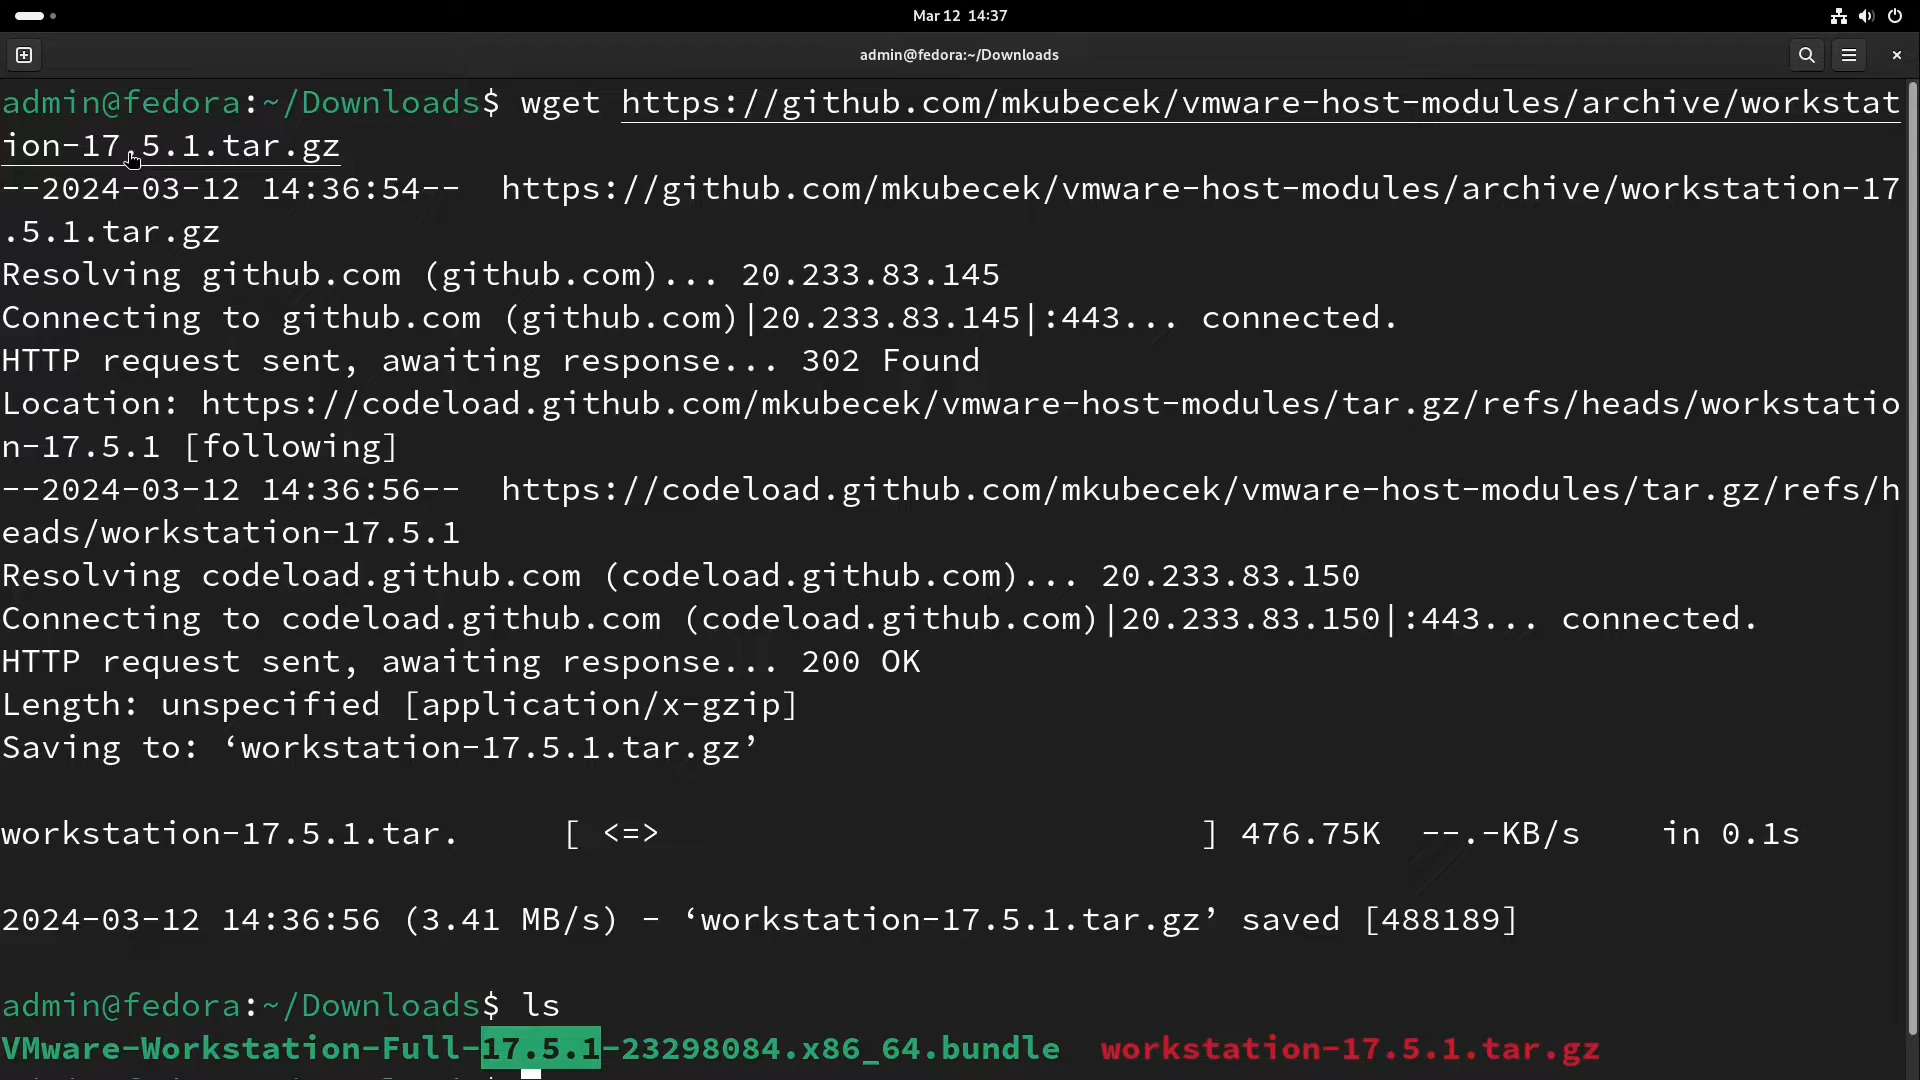 Mar 12 14:37
admin@fedora:~/Downloads
admin@fedora:~/Downloads$ wget https://github.com/mkubecek/vmware-host-modules/archive/workstat
ion-17.5.1.tar.gz
--2024-03-12 14:36:54--  https://github.com/mkubecek/vmware-host-modules/archive/workstation-17
.5.1.tar.gz
Resolving github.com (github.com)... 20.233.83.145
Connecting to github.com (github.com)|20.233.83.145|:443... connected.
HTTP request sent, awaiting response... 302 Found
Location: https://codeload.github.com/mkubecek/vmware-host-modules/tar.gz/refs/heads/workstatio
n-17.5.1 [following]
--2024-03-12 14:36:56--  https://codeload.github.com/mkubecek/vmware-host-modules/tar.gz/refs/h
eads/workstation-17.5.1
Resolving codeload.github.com (codeload.github.com)... 20.233.83.150
Connecting to codeload.github.com (codeload.github.com)|20.233.83.150|:443... connected.
HTTP request sent, awaiting response... 200 OK
Length: unspecified [application/x-gzip]
Saving to: ‘workstation-17.5.1.tar.gz’
workstation-17.5.1.tar.     [ <=>                           ] 476.75K  --.-KB/s    in 0.1s
2024-03-12 14:36:56 (3.41 MB/s) - ‘workstation-17.5.1.tar.gz’ saved [488189]
admin@fedora:~/Downloads$ ls
VMware-Workstation-Full-17.5.1-23298084.x86_64.bundle  workstation-17.5.1.tar.gz